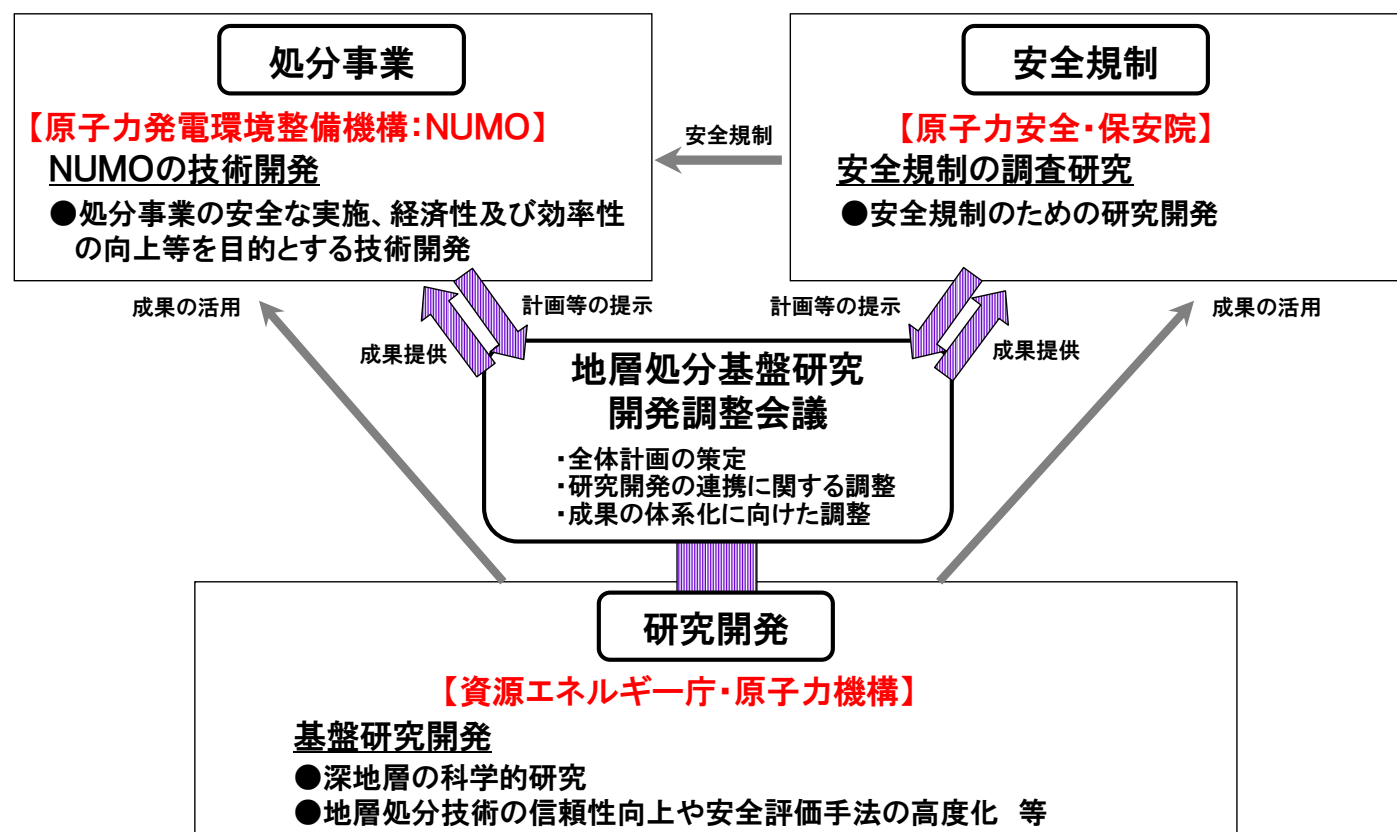 処分事業
【原子力発電環境整備機構：NUMO】
NUMOの技術開発
●処分事業の安全な実施、経済性及び効率性
の向上等を目的とする技術開発
安全規制
安全規制
【原子力安全・保安院】
安全規制の調査研究
●安全規制のための研究開発
成果の活用
計画等の提示
計画等の提示
成果の活用
成果提供
成果提供
地層処分基盤研究
開発調整会議
・全体計画の策定
・研究開発の連携に関する調整
・成果の体系化に向けた調整
研究開発
【資源エネルギー庁・原子力機構】
基盤研究開発
●深地層の科学的研究
●地層処分技術の信頼性向上や安全評価手法の高度化　等